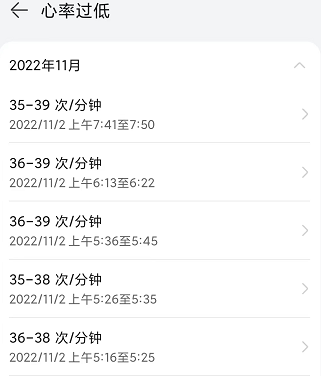 心率过低
2022年11月
35-39 次/分钟
2022/11/2 上午7:41至7:50
36-39 次/分钟
2022/11/2 上午6:13至6:22
36-39 次/分钟
2022/11/2 上午5:36至5:45
35-38 次/分钟
2022/11/2 上午5:26至5:35
36-38 次/分钟
2022/11/2 上午5:16至5:25